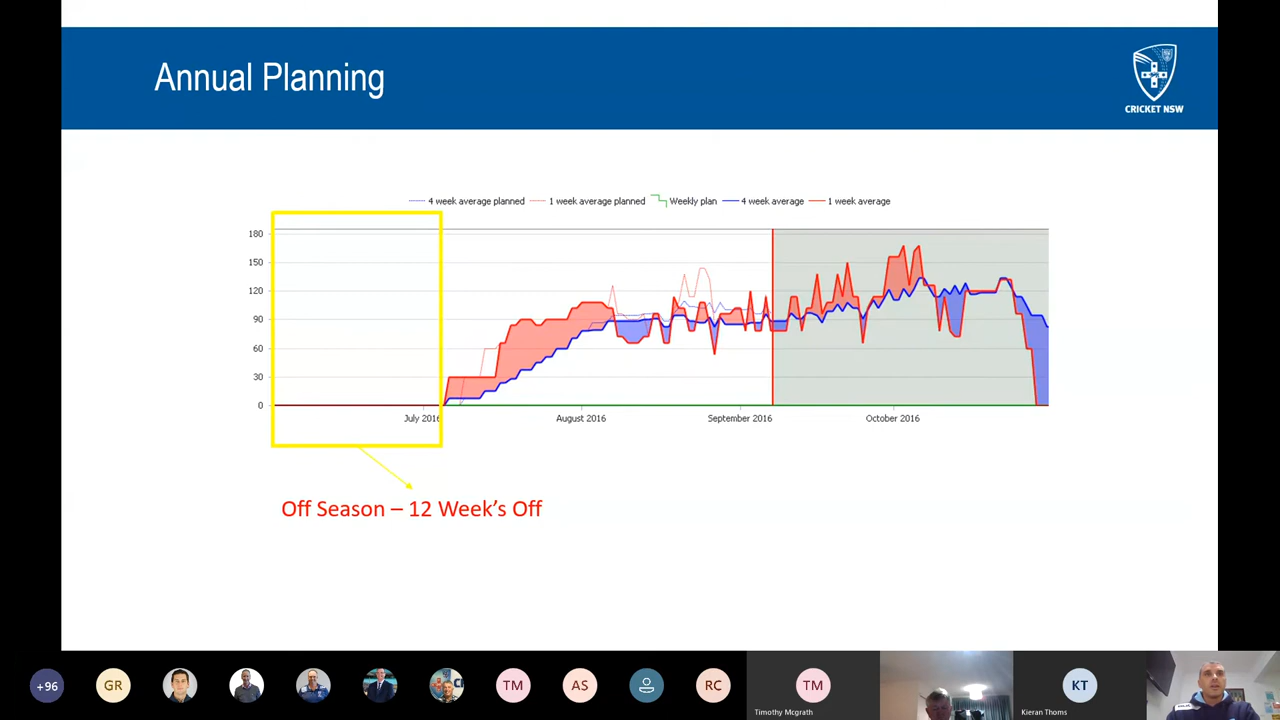 Annual Planning
CRICKET NSW
4 week average planned 1 week average planned Weekly plan 4 week average 1 week average
180
150
120
90
60
30
0
July 2016 August 2016 September 2016 October 2016
Off Season – 12 Week's Off
+96 GR TM AS RC TM KT
Timothy Mcgrath Kieran Thoms